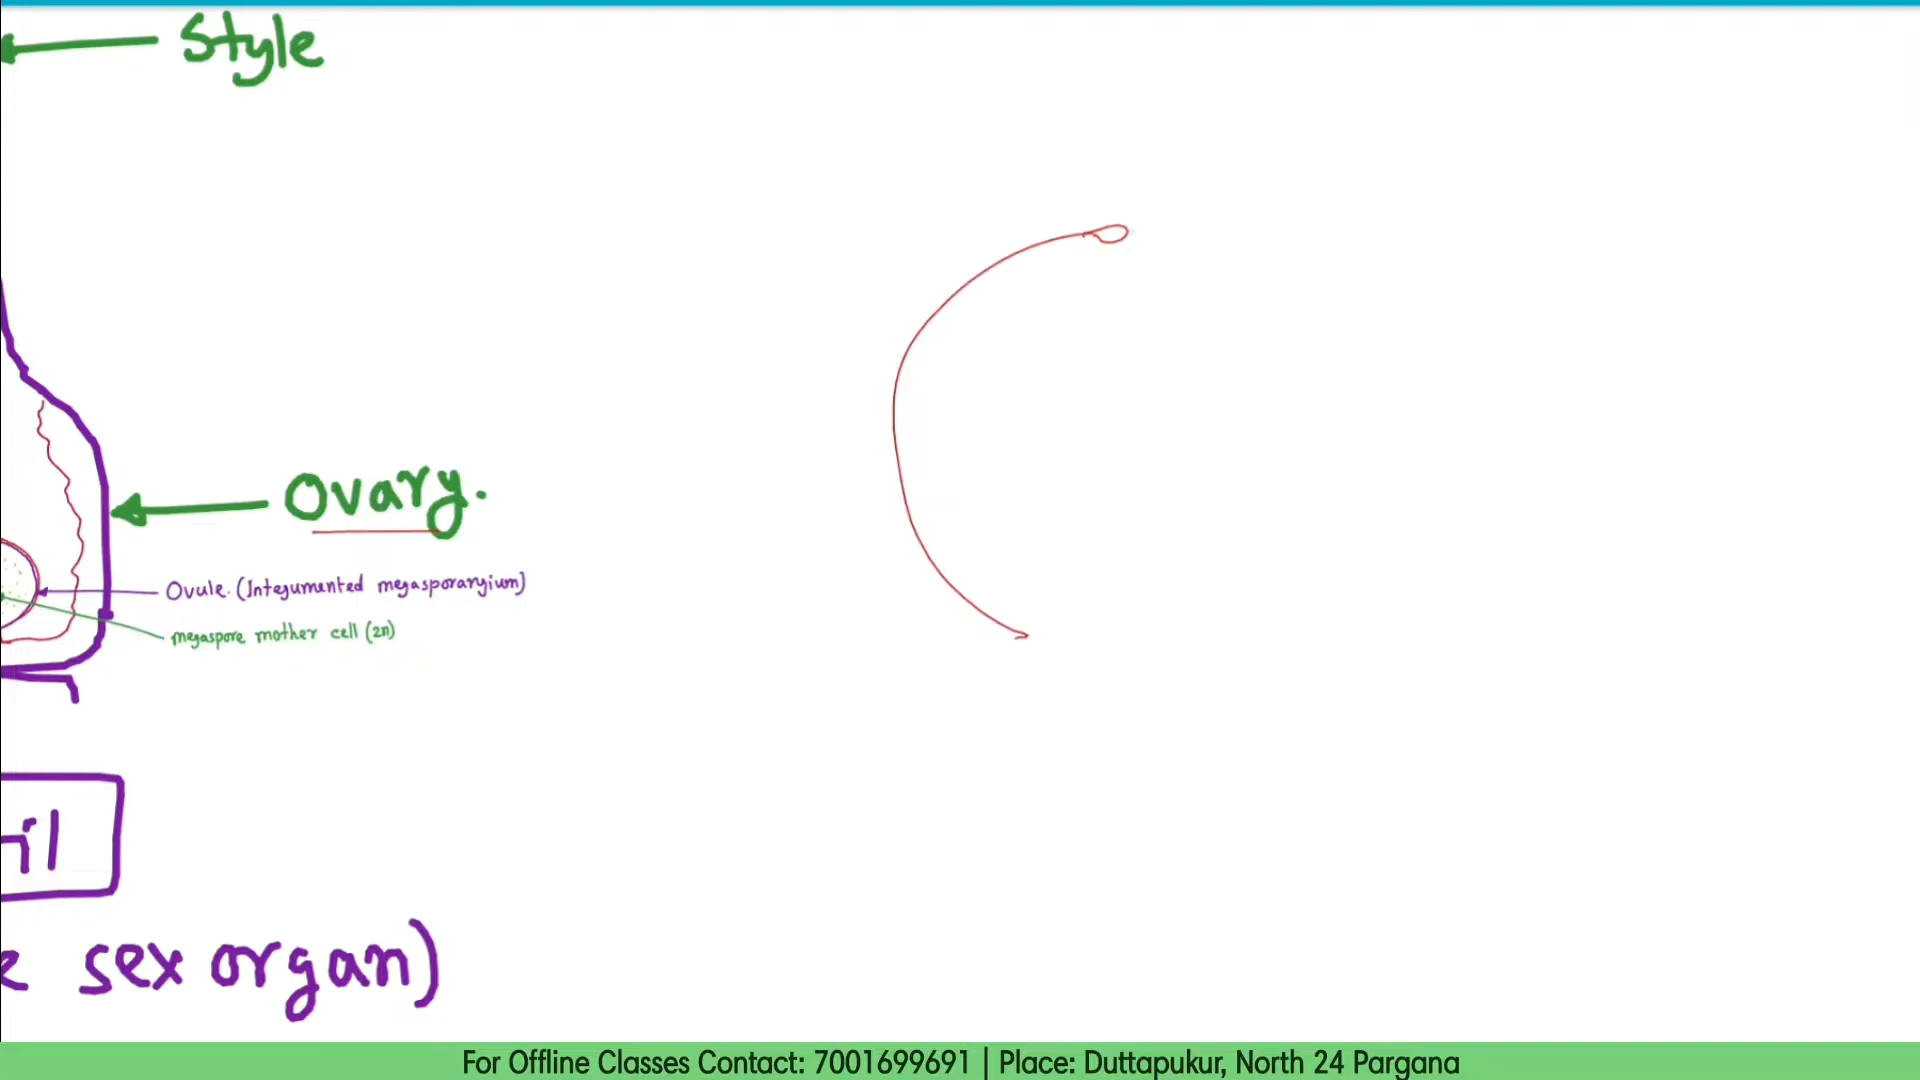 Style
Ovary.
Ovule. (Integumented megasporangium)
megaspore mother cell (2n)
il
e sex organ)
For Offline Classes Contact: 7001699691 | Place: Duttapukur, North 24 Pargana